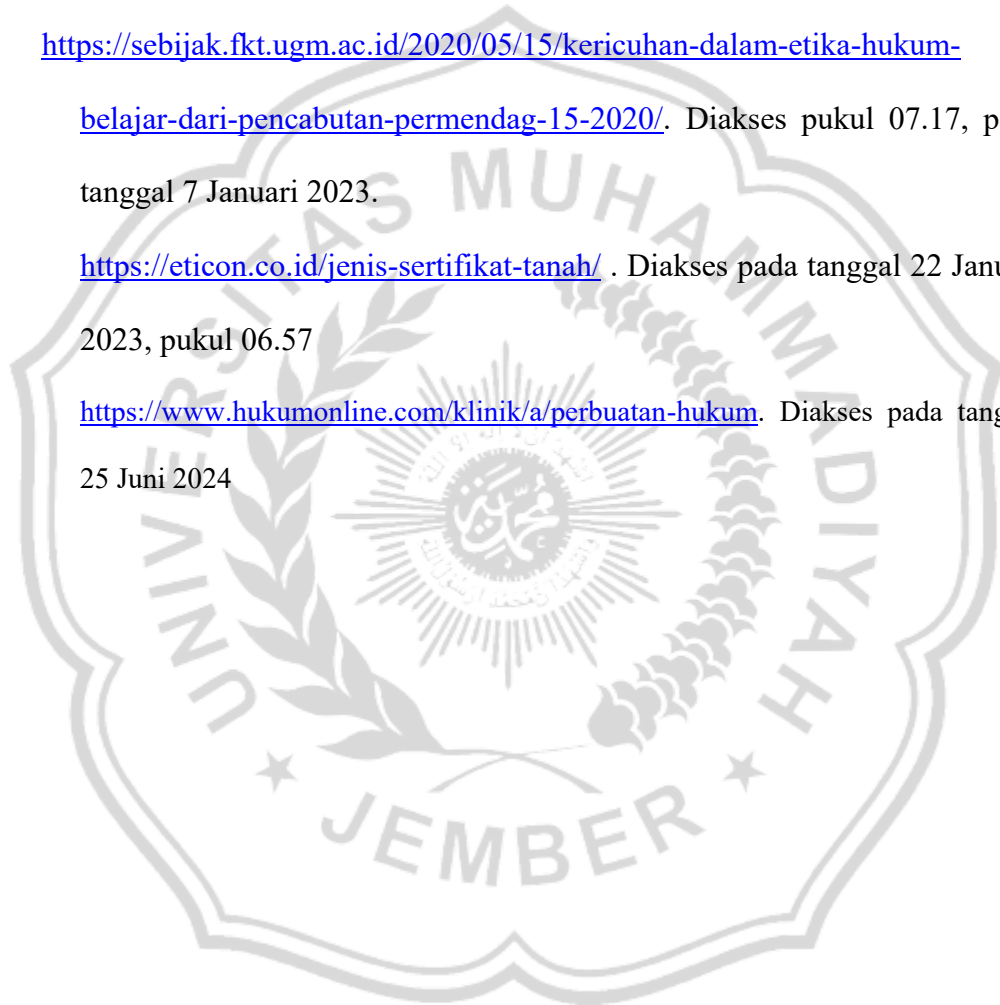 https://sebijak.fkt.ugm.ac.id/2020/05/15/kericuhan-dalam-etika-hukum-
belajar-dari-pencabutan-permendag-15-2020/. Diakses pukul 07.17, p
tanggal 7 Januari 2023.
https://eticon.co.id/jenis-sertifikat-tanah/ . Diakses pada tanggal 22 Janu
2023, pukul 06.57
https://www.hukumonline.com/klinik/a/perbuatan-hukum. Diakses pada tang
25 Juni 2024
UNIVERSITAS MUHAMMADIYAH
JEMBER